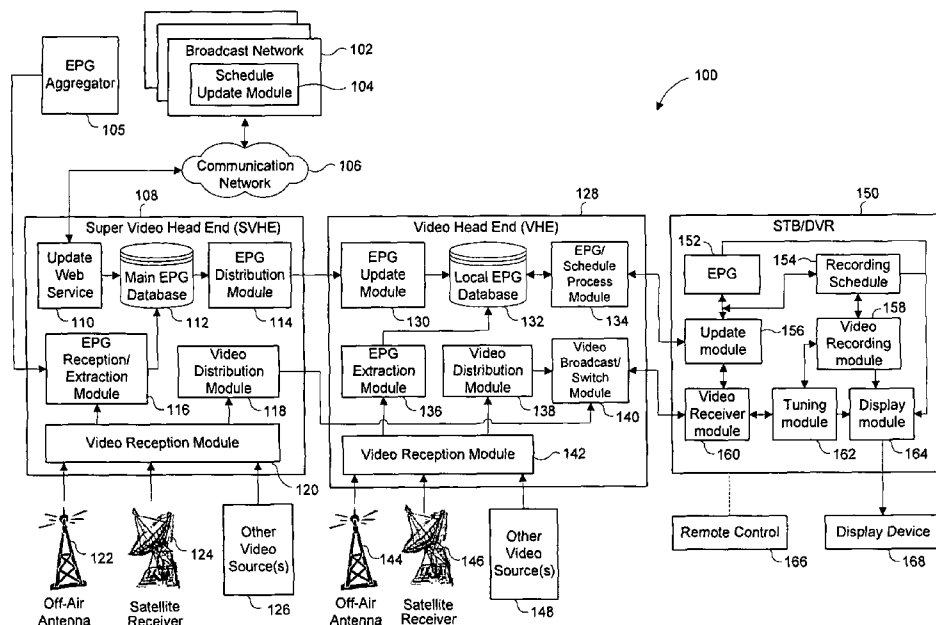 Broadcast Network
102
Schedule
Update Module
104
EPG
Aggregator
105
100
Communication
Network
106
108
Super Video Head End (SVHE)
Update
Web
Service
110
Main EPG
Database
112
EPG
Distribution
Module
114
EPG
Reception/
Extraction
Module
116
Video
Distribution
Module
118
Video Reception Module
120
122
Off-Air
Antenna
124
Satellite
Receiver
Other
Video
Source(s)
126
128
Video Head End (VHE)
EPG
Update
Module
130
Local EPG
Database
132
EPG/
Schedule
Process
Module
134
EPG
Extraction
Module
136
Video
Distribution
Module
138
Video
Broadcast/
Switch
Module
140
Video Reception Module
142
144
Off-Air
Antenna
146
Satellite
Receiver
Other
Video
Source(s)
148
150
STB/DVR
152
EPG
154
Recording
Schedule
Update
module
156
158
Video
Recording
module
Video
Receiver
module
160
Tuning
module
162
Display
module
164
Remote Control
166
Display Device
168